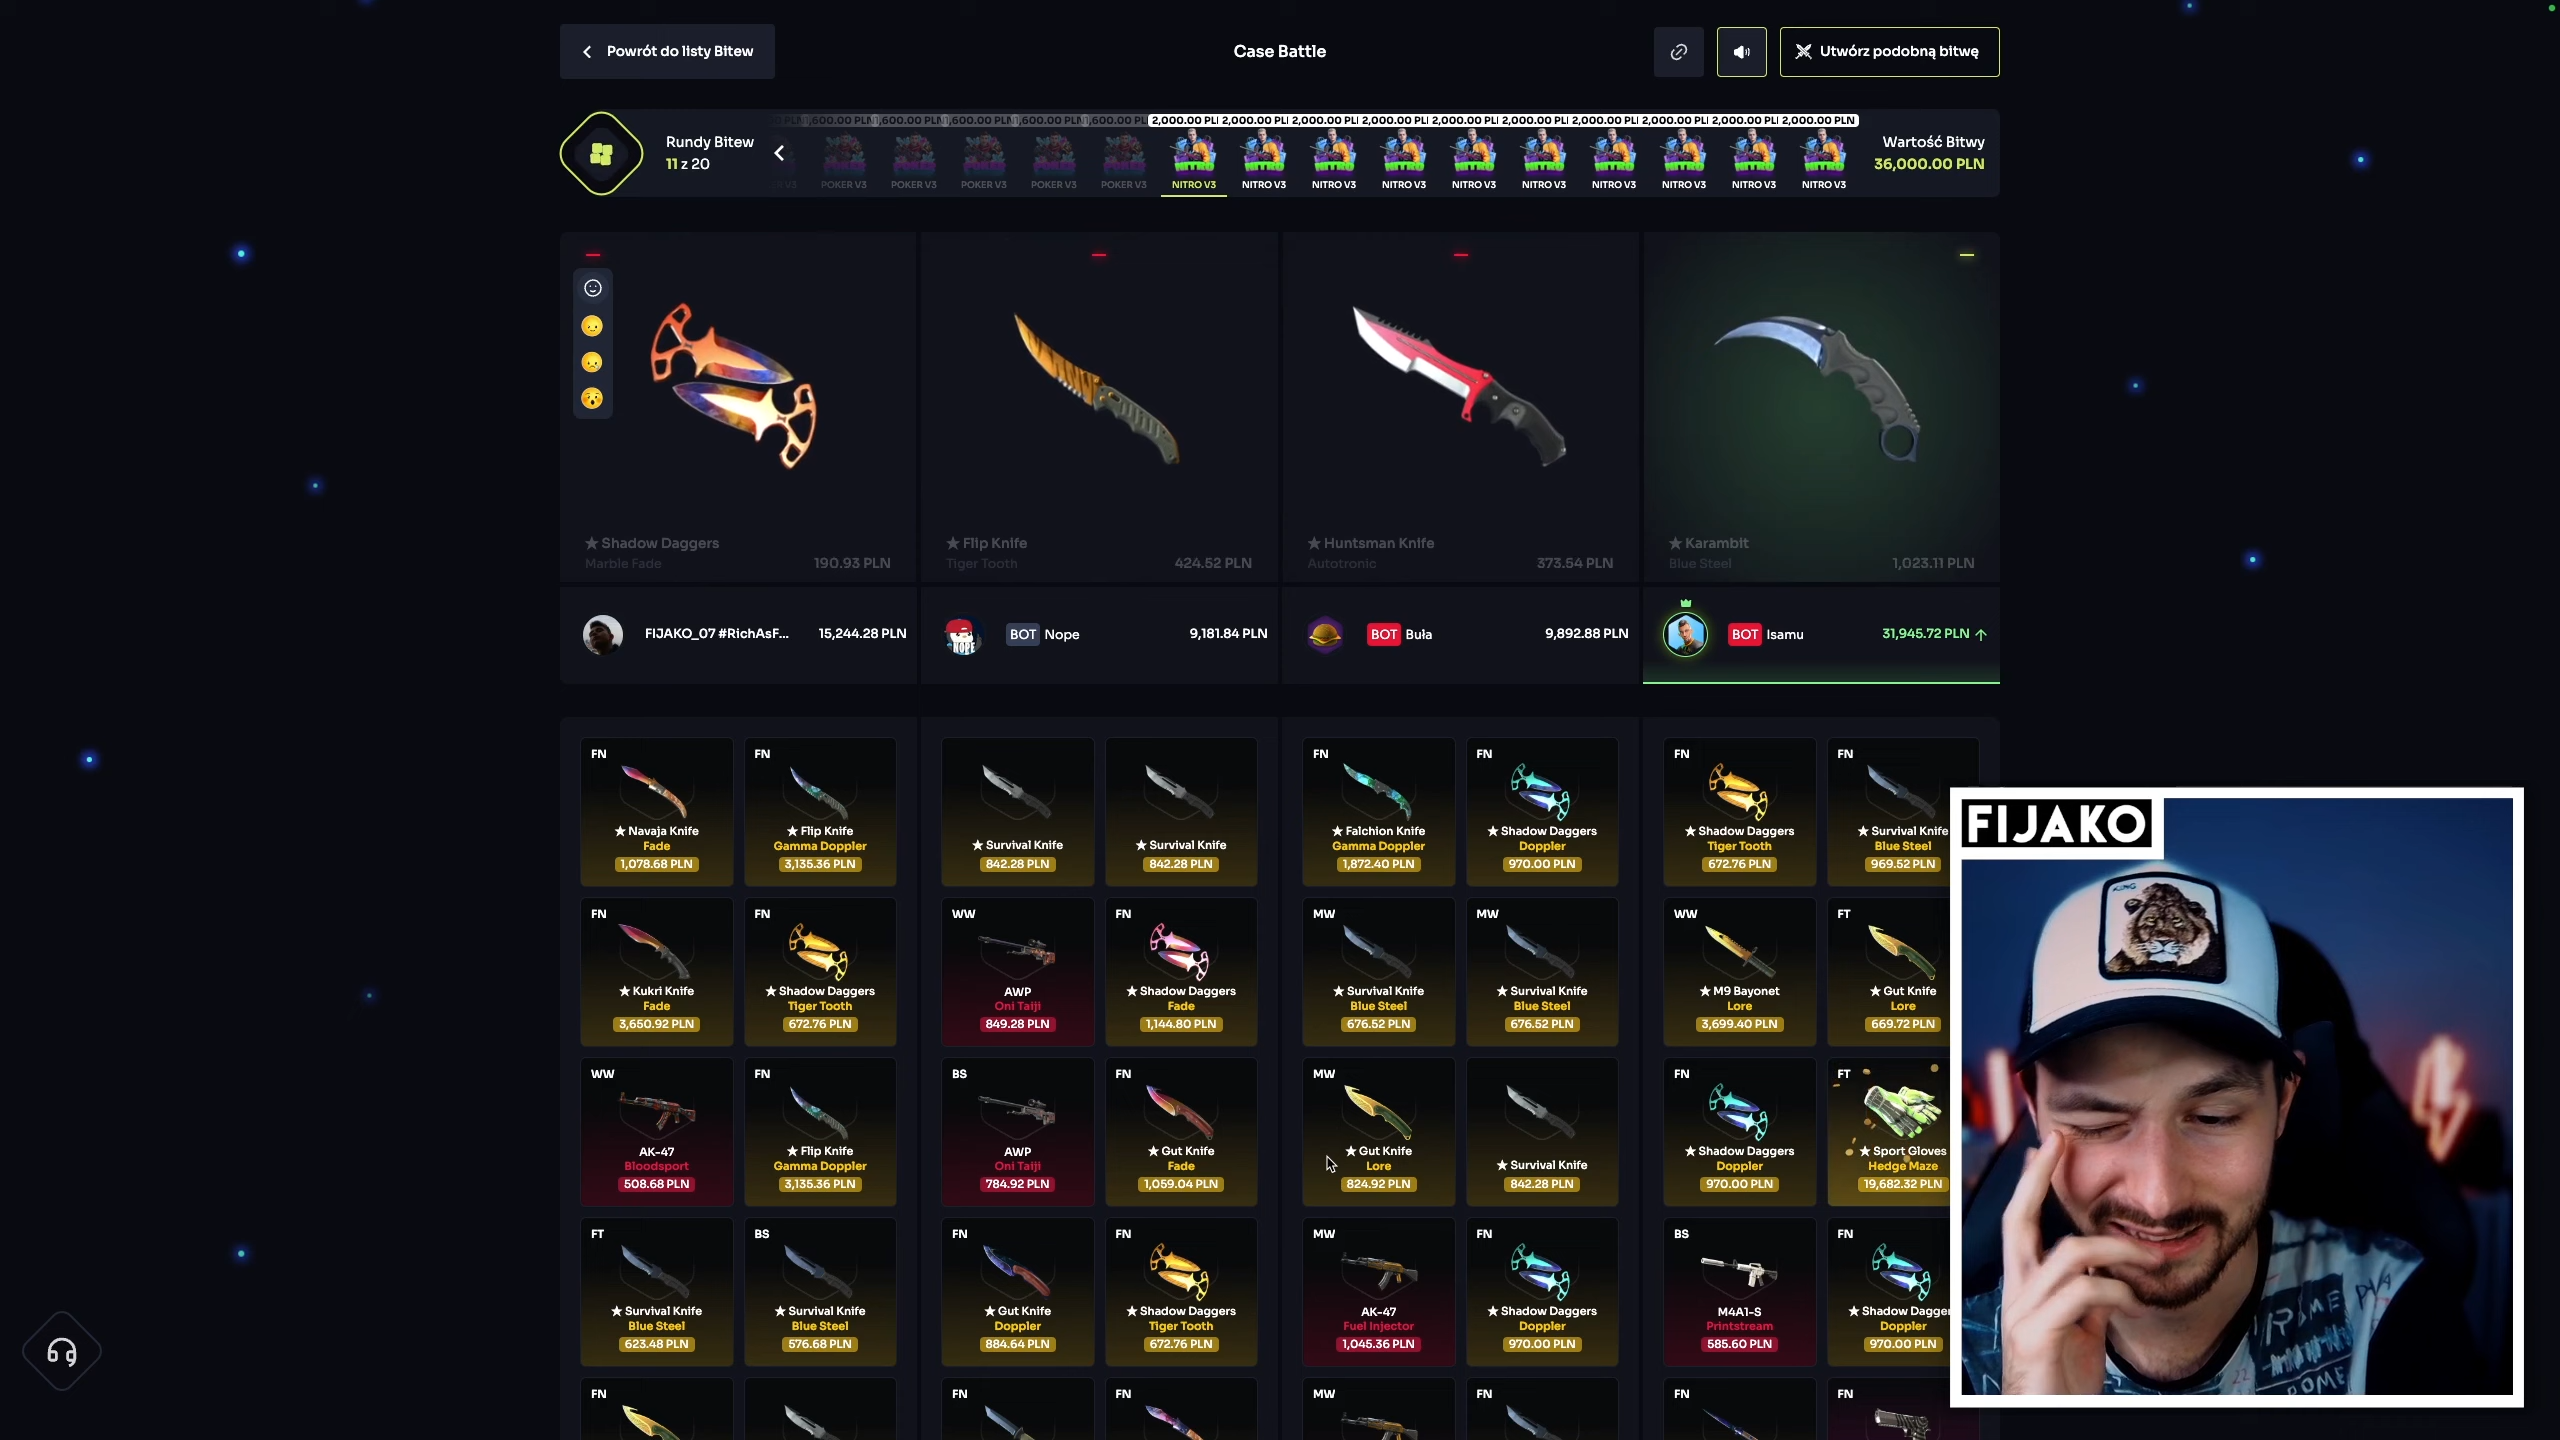 Powrót do listy Bitew
Case Battle
Utwórz podobną bitwę
Rundy Bitew
11 z 20
,600.00 PLN ,600.00 PLN ,600.00 PLN ,600.00 PLN ,600.00 PL 2,000.00 PL 2,000.00 PL 2,000.00 PL 2,000.00 PL 2,000.00 PL 2,000.00 PL 2,000.00 PL 2,000.00 PL 2,000.00 PL 2,000.00 PLN
POKER V3 POKER V3 POKER V3 POKER V3 POKER V3 NITRO V3 NITRO V3 NITRO V3 NITRO V3 NITRO V3 NITRO V3 NITRO V3 NITRO V3 NITRO V3 NITRO V3
Wartość Bitwy
36,000.00 PLN
★ Shadow Daggers
Marble Fade 190.93 PLN
★ Flip Knife
Tiger Tooth 424.52 PLN
★ Huntsman Knife
Autotronic 373.54 PLN
★ Karambit
Blue Steel 1,023.11 PLN
FIJAKO_07 #RichAsF... 15,244.28 PLN
NOPE
BOT Nope 9,181.84 PLN
BOT Buła 9,892.88 PLN
BOT Isamu 31,945.72 PLN
FN FN FN FN FN FN
★ Navaja Knife ★ Flip Knife ★ Survival Knife ★ Survival Knife ★ Falchion Knife ★ Shadow Daggers ★ Shadow Daggers ★ Survival Knife
Fade Gamma Doppler Gamma Doppler Doppler Tiger Tooth Blue Steel
1,078.68 PLN 3,135.36 PLN 842.28 PLN 842.28 PLN 1,872.40 PLN 970.00 PLN 672.76 PLN 969.52 PLN
FN FN WW FN MW MW WW FT
★ Kukri Knife ★ Shadow Daggers AWP ★ Shadow Daggers ★ Survival Knife ★ Survival Knife ★ M9 Bayonet ★ Gut Knife
Fade Tiger Tooth Oni Taiji Fade Blue Steel Blue Steel Lore Lore
3,650.92 PLN 672.76 PLN 849.28 PLN 1,144.80 PLN 676.52 PLN 676.52 PLN 3,699.40 PLN 669.72 PLN
WW FN BS FN MW FN FT
AK-47 ★ Flip Knife AWP ★ Gut Knife ★ Gut Knife ★ Survival Knife ★ Shadow Daggers ★ Sport Gloves
Bloodsport Gamma Doppler Oni Taiji Fade Lore Doppler Hedge Maze
508.68 PLN 3,135.36 PLN 784.92 PLN 1,059.04 PLN 824.92 PLN 842.28 PLN 970.00 PLN 19,682.32 PLN
FT BS FN FN MW FN BS FN
★ Survival Knife ★ Survival Knife ★ Gut Knife ★ Shadow Daggers AK-47 ★ Shadow Daggers M4A1-S ★ Shadow Dagger
Blue Steel Blue Steel Doppler Tiger Tooth Fuel Injector Doppler Printstream Doppler
623.48 PLN 576.68 PLN 884.64 PLN 672.76 PLN 1,045.36 PLN 970.00 PLN 585.60 PLN 970.00 PLN
FN FN FN MW FN FN FN
FIJAKO